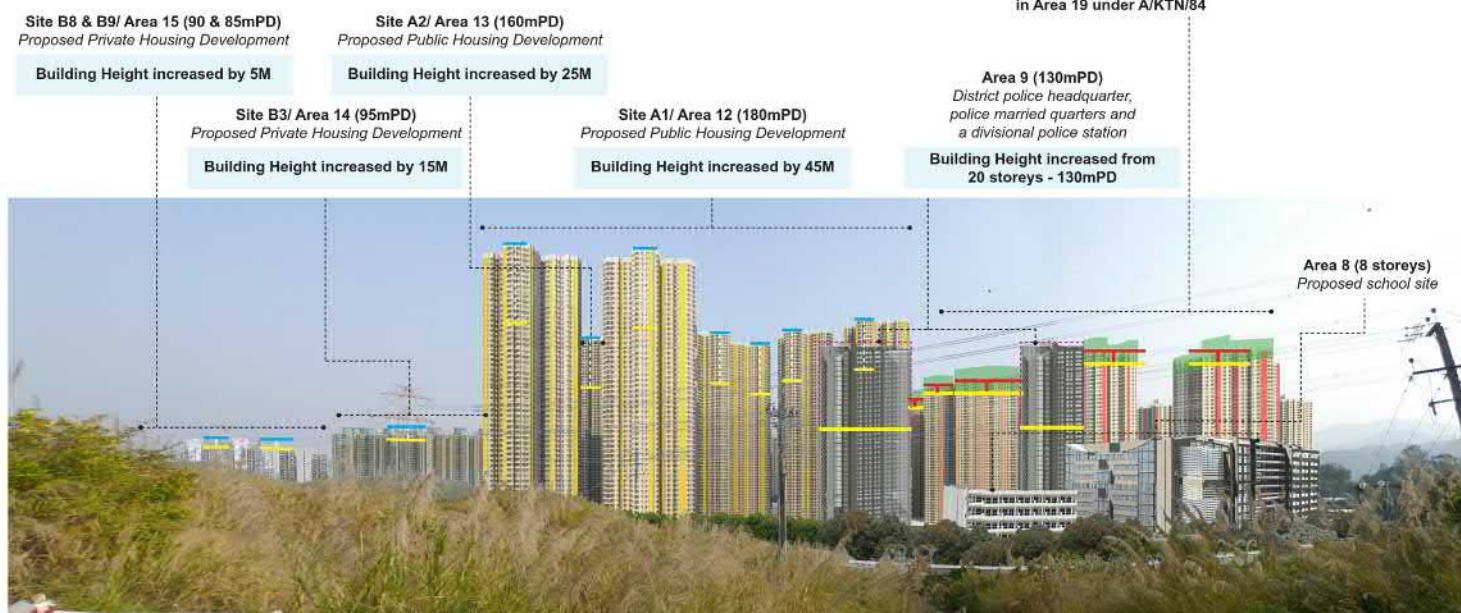 in Area 19 under A/KTN/84
Site B8 & B9/ Area 15 (90 & 85mPD)
Proposed Private Housing Development
Building Height increased by 5M
Site A2/ Area 13 (160mPD)
Proposed Public Housing Development
Building Height increased by 25M
Site B3/ Area 14 (95mPD)
Proposed Private Housing Development
Building Height increased by 15M
Site A1/ Area 12 (180mPD)
Proposed Public Housing Development
Building Height increased by 45M
Area 9 (130mPD)
District police headquarter,
police married quarters and
a divisional police station
Building Height increased from
20 storeys - 130mPD
Area 8 (8 storeys)
Proposed school site